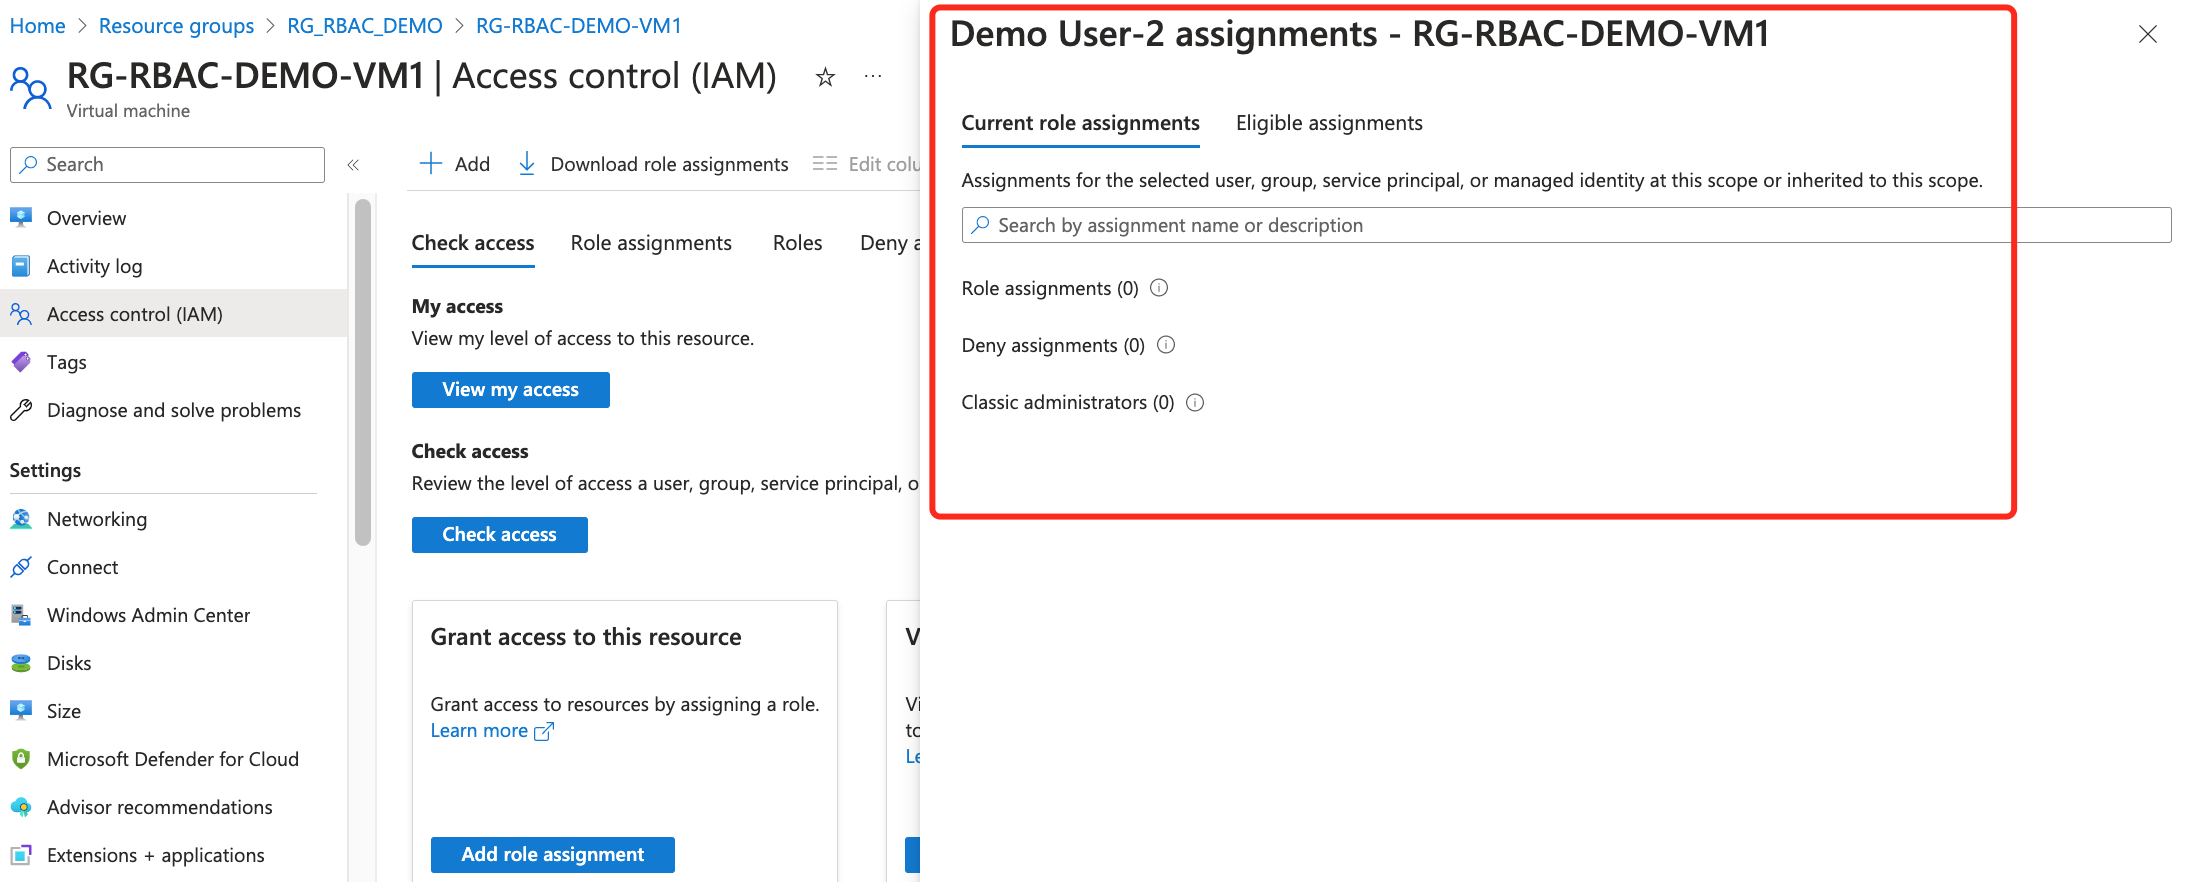 Home > Resource groups > RG_RBAC_DEMO > RG-RBAC-DEMO-VM1
RG-RBAC-DEMO-VM1 | Access control (IAM)
Virtual machine
Search
Overview
Activity log
Access control (IAM)
Tags
Diagnose and solve problems
Settings
Networking
Connect
Windows Admin Center
Disks
Size
Microsoft Defender for Cloud
Advisor recommendations
Extensions + applications
Add
Download role assignments
Edit colu
Check access
Role assignments
Roles
Deny a
My access
View my level of access to this resource.
View my access
Check access
Review the level of access a user, group, service principal, o
Check access
Grant access to this resource
Grant access to resources by assigning a role.
Learn more
Add role assignment
V
Vi
to
Le
Demo User-2 assignments - RG-RBAC-DEMO-VM1
Current role assignments
Eligible assignments
Assignments for the selected user, group, service principal, or managed identity at this scope or inherited to this scope.
Search by assignment name or description
Role assignments (0)
Deny assignments (0)
Classic administrators (0)